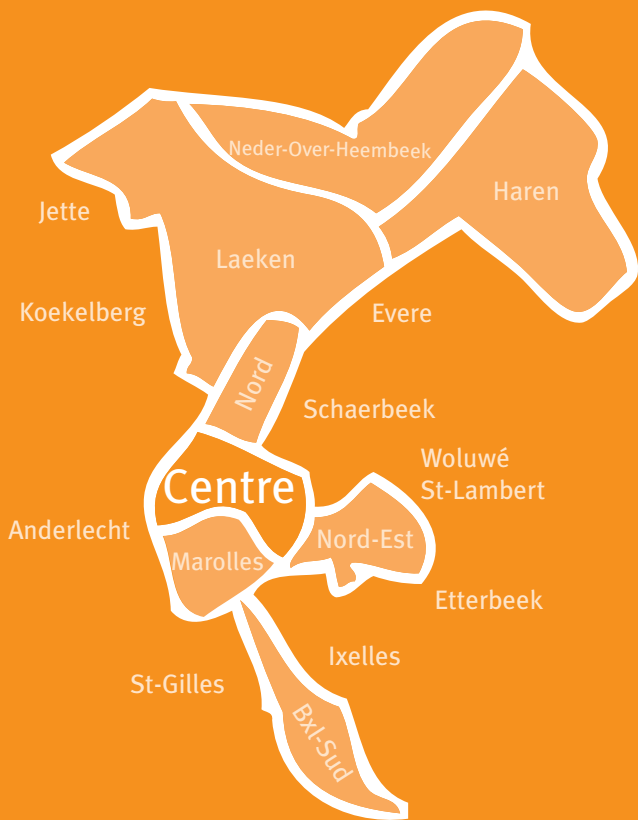 Neder-Over-Heembeek
Haren
Jette
Laeken
Koekelberg
Evere
Nord
Schaerbeek
Woluwé
St-Lambert
Centre
Anderlecht
Nord-Est
Marolles
Etterbeek
Ixelles
St-Gilles
Bxl-Sud